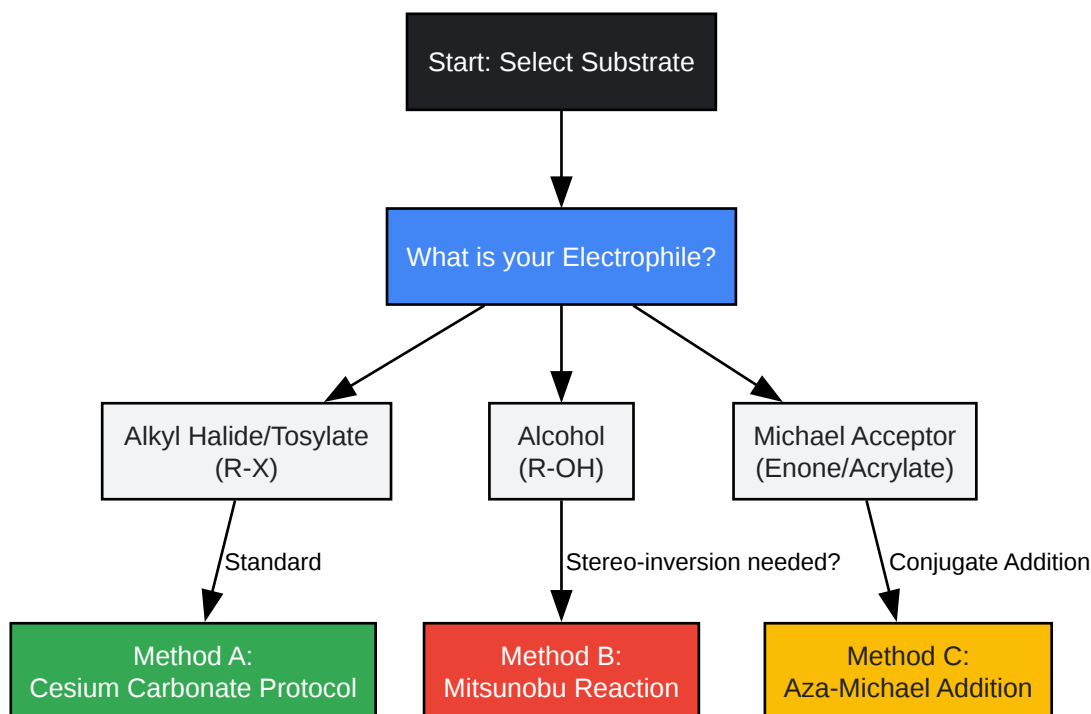 Start: Select Substrate
What is your Electrophile?
Alkyl Halide/Tosylate
(R-X)
Alcohol
(R-OH)
Michael Acceptor
(Enone/Acrylate)
Standard
Stereo-inversion needed?
Conjugate Addition
Method A:
Cesium Carbonate Protocol
Method B:
Mitsunobu Reaction
Method C:
Aza-Michael Addition